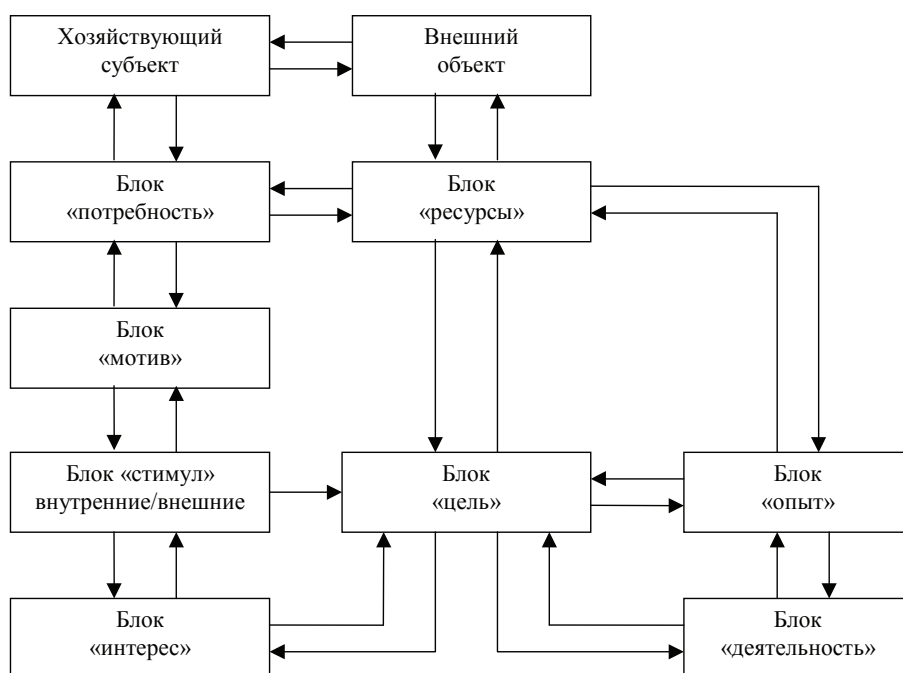 Хозяйствующий
субъект
Внешний
объект
Блок
«потребность»
Блок
«ресурсы»
Блок
«мотив»
Блок «стимул»
внутренние/внешние
Блок
«цель»
Блок
«опыт»
Блок
«интерес»
Блок
«деятельность»